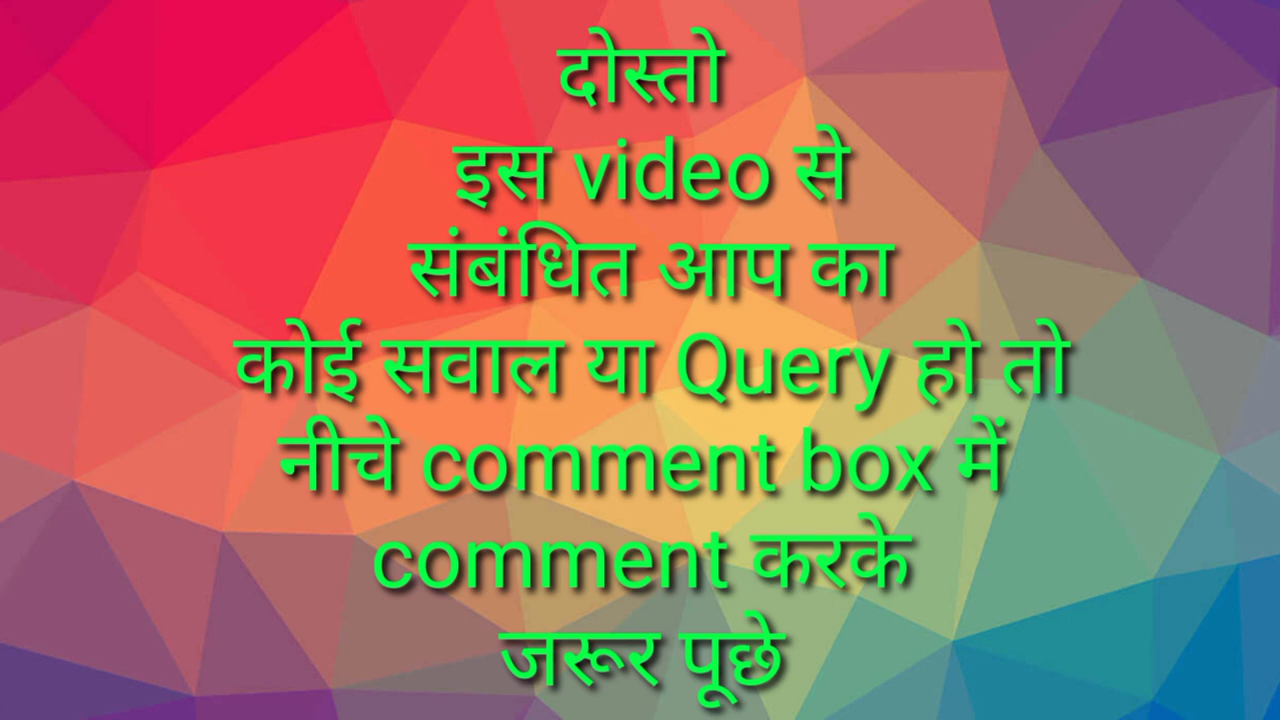 दोस्तो
इस video से
संबंधित आप का
कोई सवाल या Query हो तो
नीचे comment box में
comment करके
जरूर पूछे